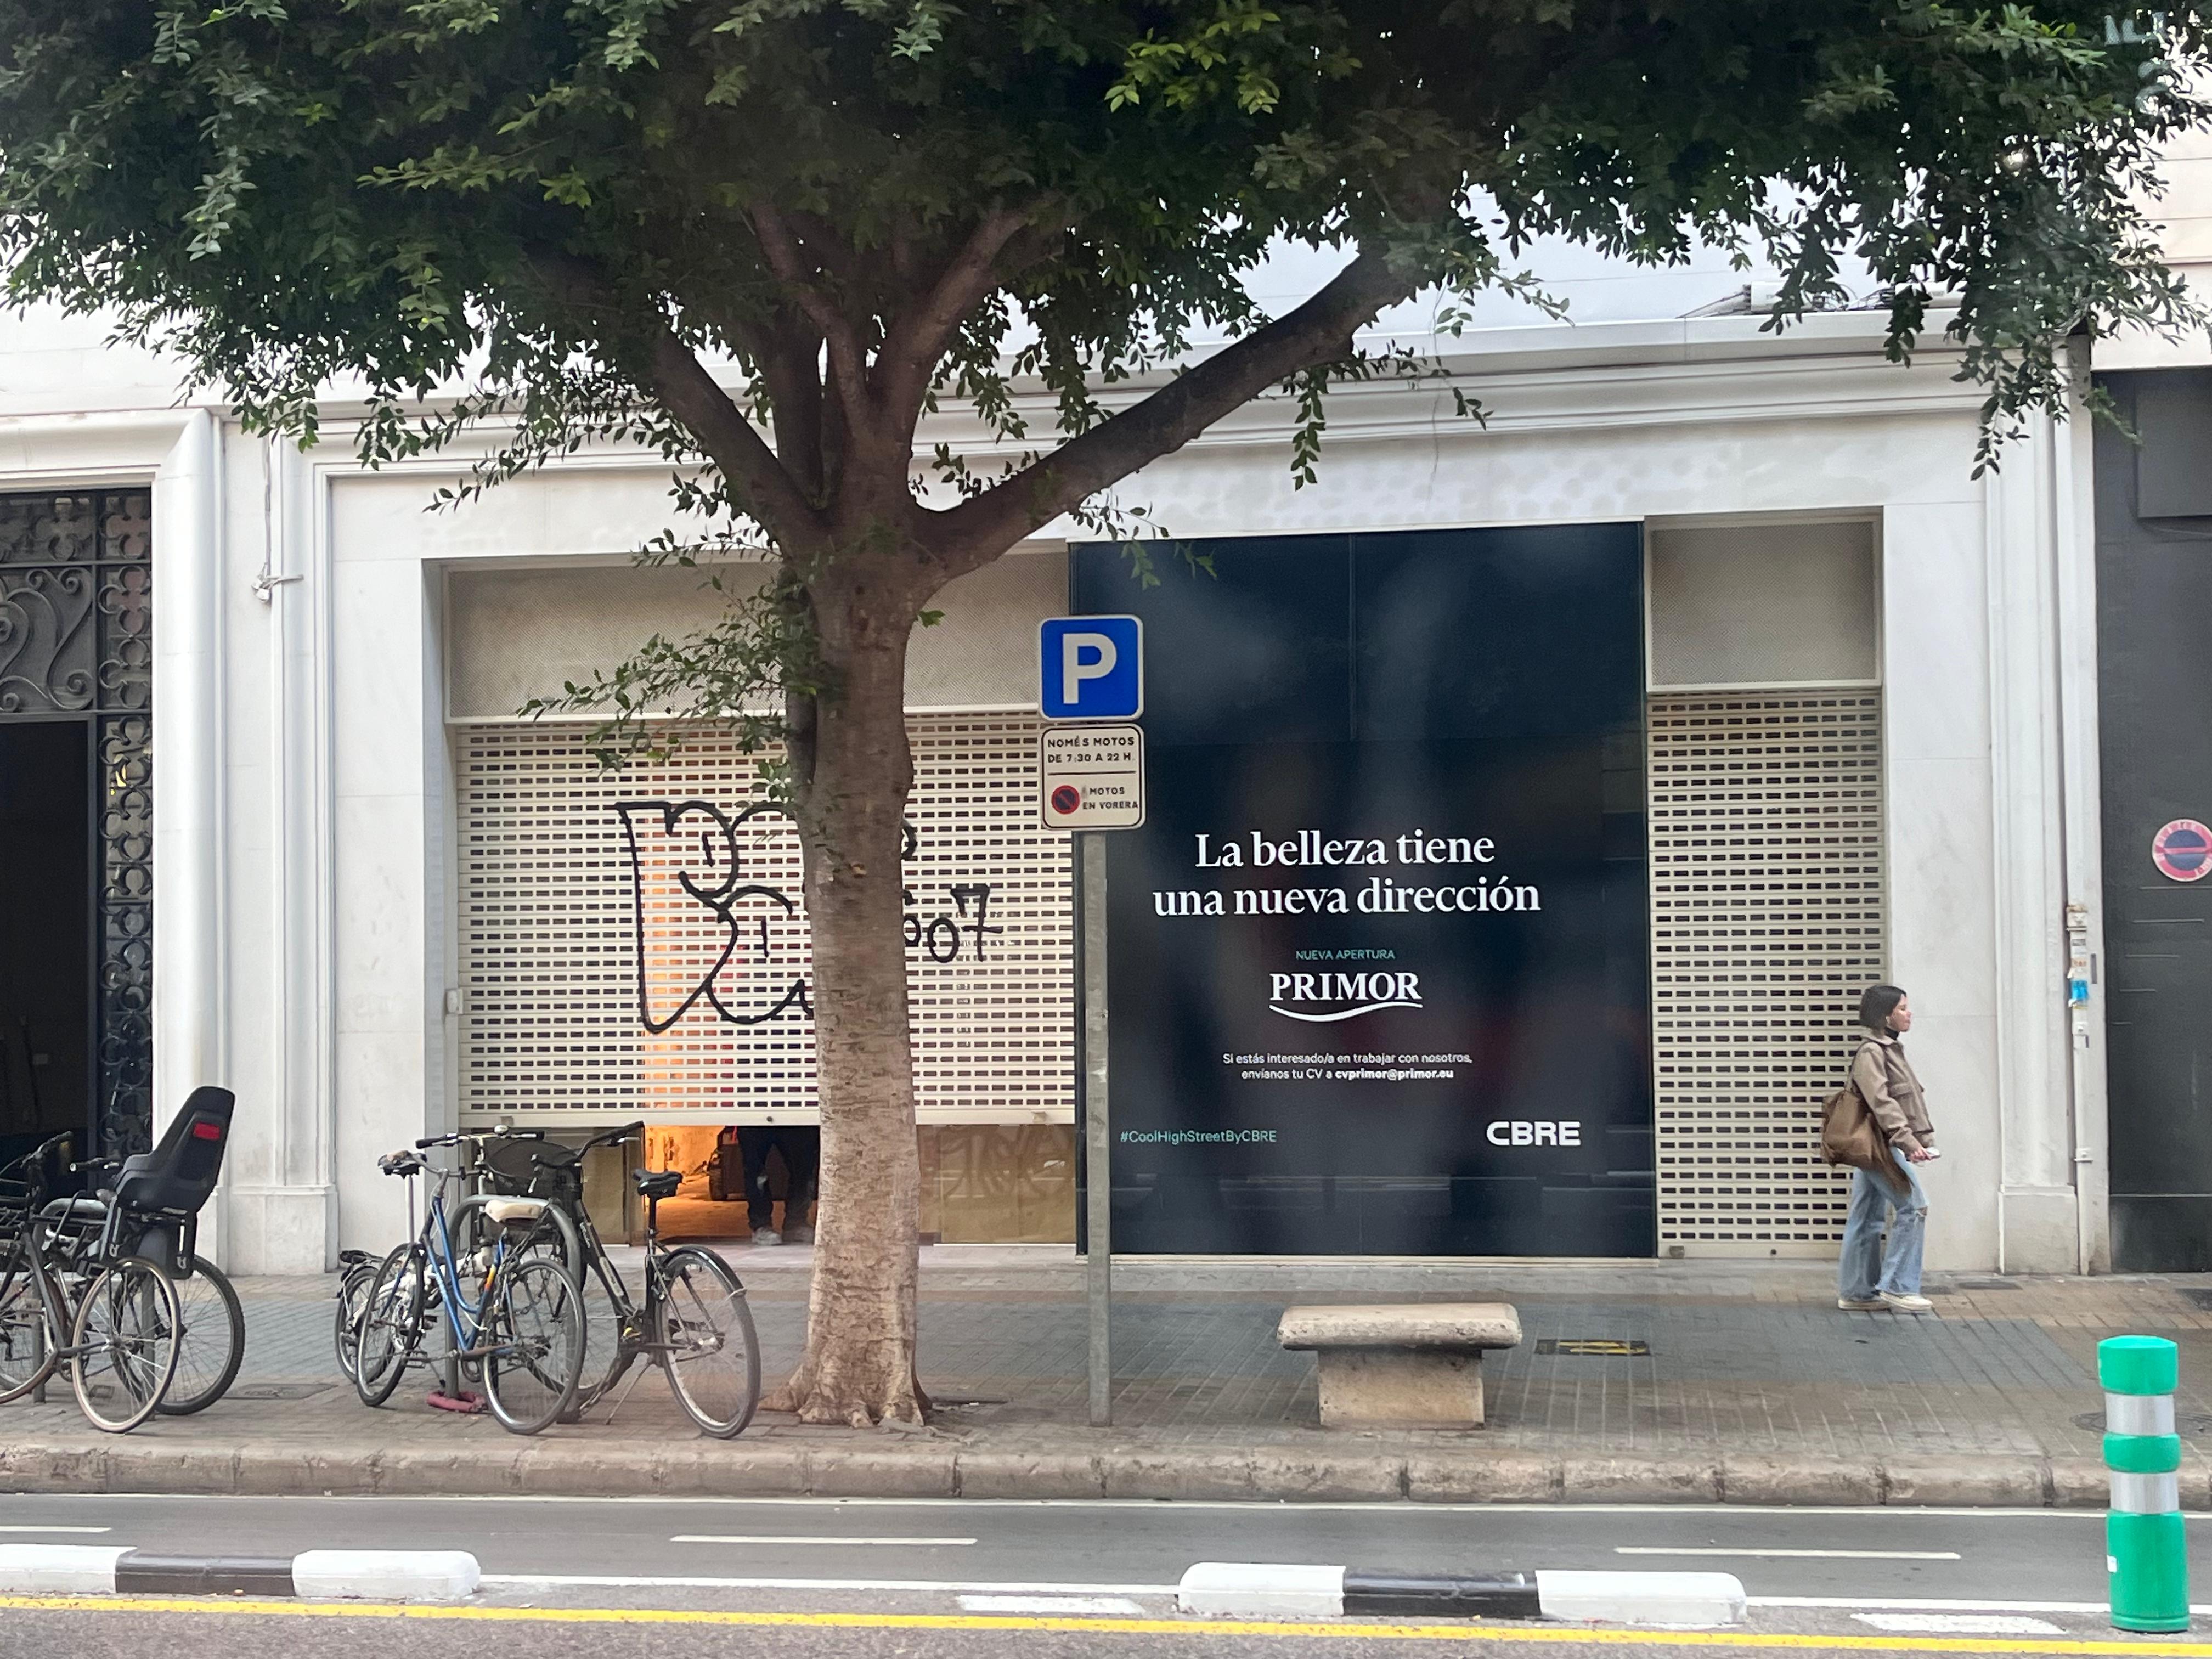 P
NOMÉS MOTOS
DE 7:30 A 22 H.
MOTOS
EN VORERA
607
La belleza tiene
una nueva dirección
NUEVA APERTURA
PRIMOR
Si estás interesado/a en trabajar con nosotros,
envíanos tu CV a cvprimor@primor.eu
#CoolHighStreetByCBRE
CBRE